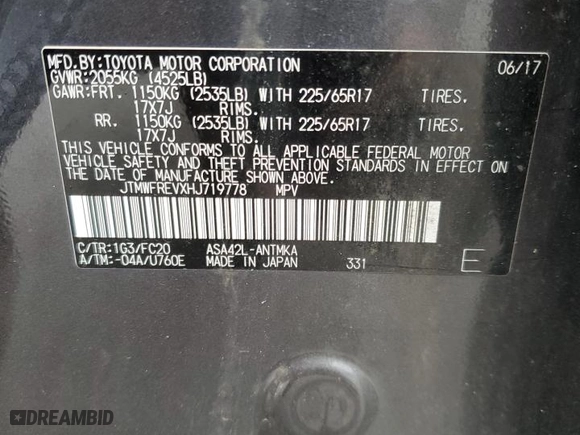 MFD.BY:TOYOTA MOTOR CORPORATION 06/17
GVWR:2055KG (4525LB)
GAWR:FRT. 1150KG (2535LB) WITH 225/65R17 TIRES.
17X7J RIMS.
RR. 1150KG (2535LB) WITH 225/65R17 TIRES.
17X7J RIMS.
THIS VEHICLE CONFORMS TO ALL APPLICABLE FEDERAL MOTOR
VEHICLE SAFETY AND THEFT PREVENTION STANDARDS IN EFFECT ON
THE DATE OF MANUFACTURE SHOWN ABOVE.
JTMWFREVXHJ719778 MPV
C/TR:1G3/FC20 ASA42L-ANTMKA
A/TM:-04A/U760E MADE IN JAPAN 331 E
DREAMBID